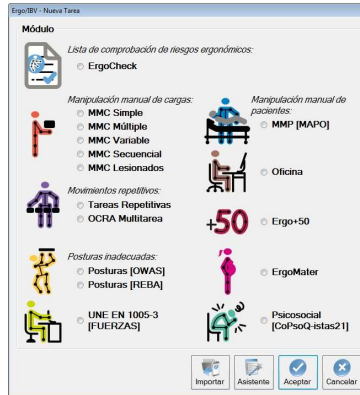 Ergo/IBV - Nueva Tarea
Módulo
Lista de comprobación de riesgos ergonómicos:
ErgoCheck
Manipulación manual de cargas:
MMC Simple
MMC Múltiple
MMC Variable
MMC Secuencial
MMC Lesionados
Movimientos repetitivos:
Tareas Repetitivas
OCRA Multitarea
Posturas inadecuadas:
Posturas [OWAS]
Posturas [REBA]
UNE EN 1005-3
[FUERZAS]
Manipulación manual de
pacientes:
MMP [MAPO]
Oficina
+50
Ergo+50
ErgoMater
Psicosocial
[CoPsoQ-istas21]
Importar
Asistente
Aceptar
Cancelar